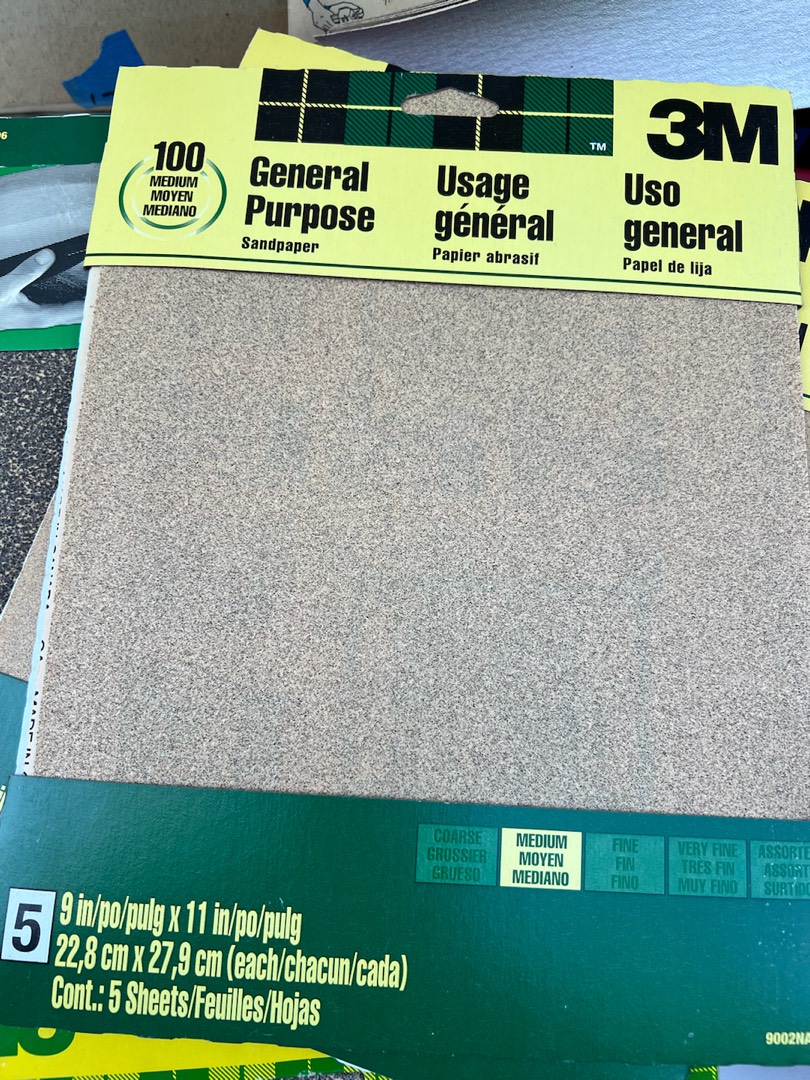 3M
TM
100
MEDIUM
MOYEN
MEDIANO
General
Purpose
Sandpaper
Usage
général
Papier abrasif
Uso
general
Papel de lija
COARSE
GROSSIER
GRUESO
MEDIUM
MOYEN
MEDIANO
FINE
FIN
FINO
VERY FINE
TRÈS FIN
MUY FINO
5
9 in/po/pulg x 11 in/po/pulg
22,8 cm x 27,9 cm (each/chacun/cada)
Cont.: 5 Sheets/Feuilles/Hojas